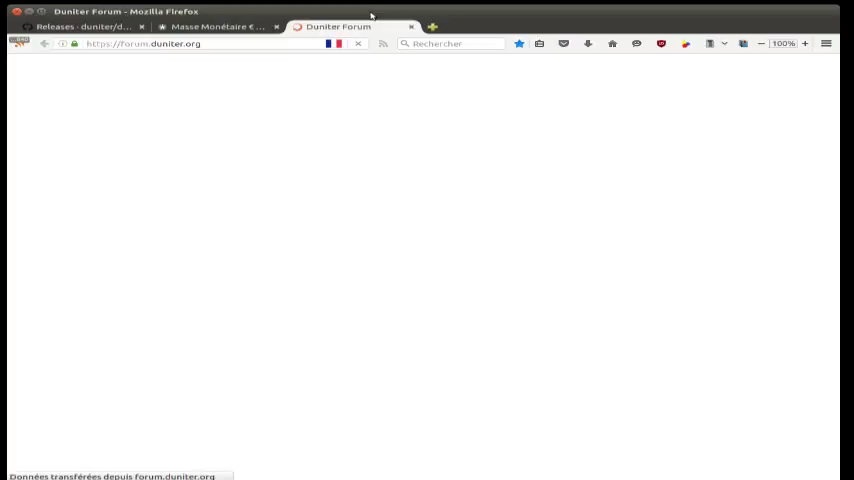 Duniter Forum - Mozilla Firefox
Releases · duniter/d...
Masse Monétaire € ...
Duniter Forum
https://forum.duniter.org
Rechercher
100%
Données transférées depuis forum.duniter.org